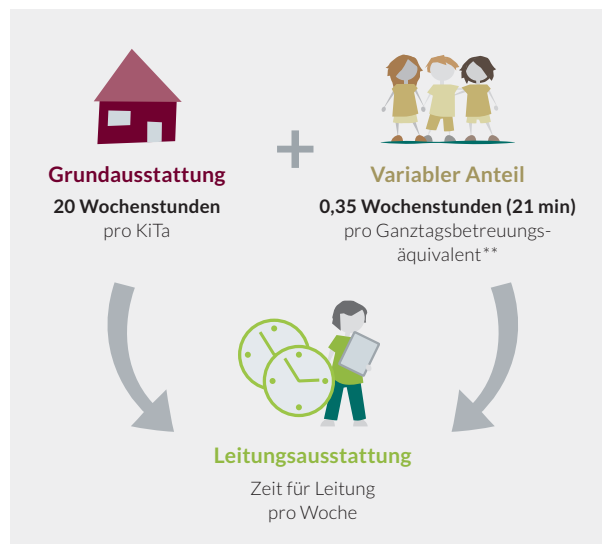 +
Grundausstattung
20 Wochenstunden
pro KiTa
Variabler Anteil
0,35 Wochenstunden (21 min)
pro Ganztagsbetreuungs-
äquivalent**
Leitungsausstattung
Zeit für Leitung
pro Woche